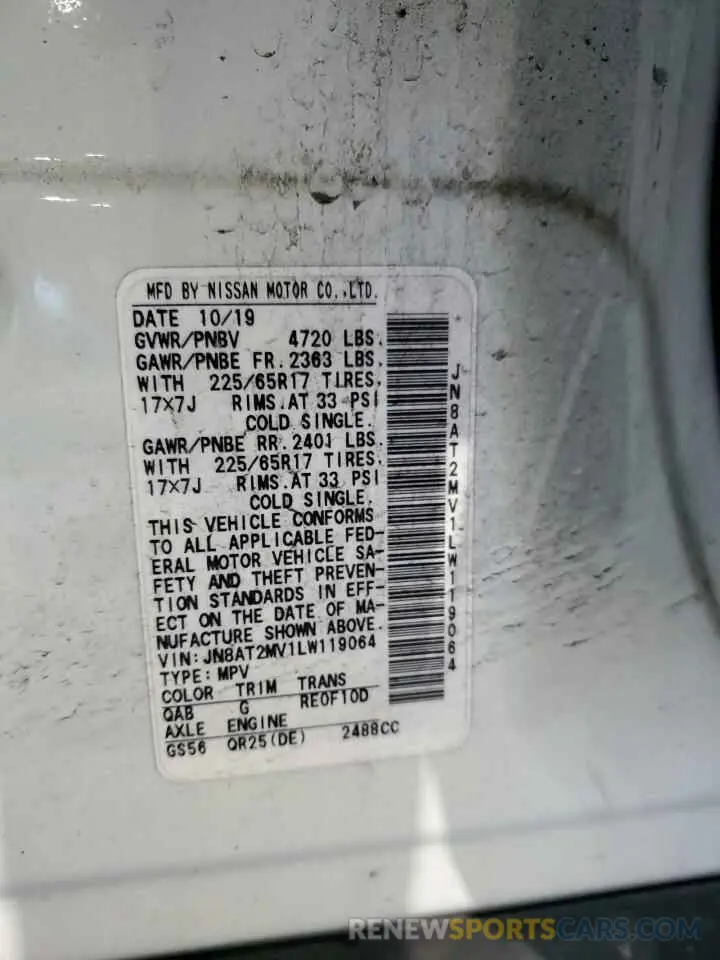 MFD BY NISSAN MOTOR CO.,LTD.
DATE 10/19
GVWR/PNBV 4720 LBS.
GAWR/PNBE FR. 2363 LBS.
WITH 225/65R17 TIRES,
17X7J RIMS.AT 33 PSI
COLD SINGLE.
GAWR/PNBE RR. 2401 LBS.
WITH 225/65R17 TIRES,
17X7J RIMS.AT 33 PSI
COLD SINGLE.
THIS VEHICLE CONFORMS
TO ALL APPLICABLE FED-
ERAL MOTOR VEHICLE SA-
FETY AND THEFT PREVEN-
TION STANDARDS IN EFF-
ECT ON THE DATE OF MA-
NUFACTURE SHOWN ABOVE.
VIN: JN8AT2MV1LW119064
TYPE: MPV
COLOR TRIM TRANS
QAB G RE0F10D
AXLE ENGINE
GS56 QR25(DE) 2488CC
JN8AT2MV1LW119064
RENEWSPORTSCARS.COM